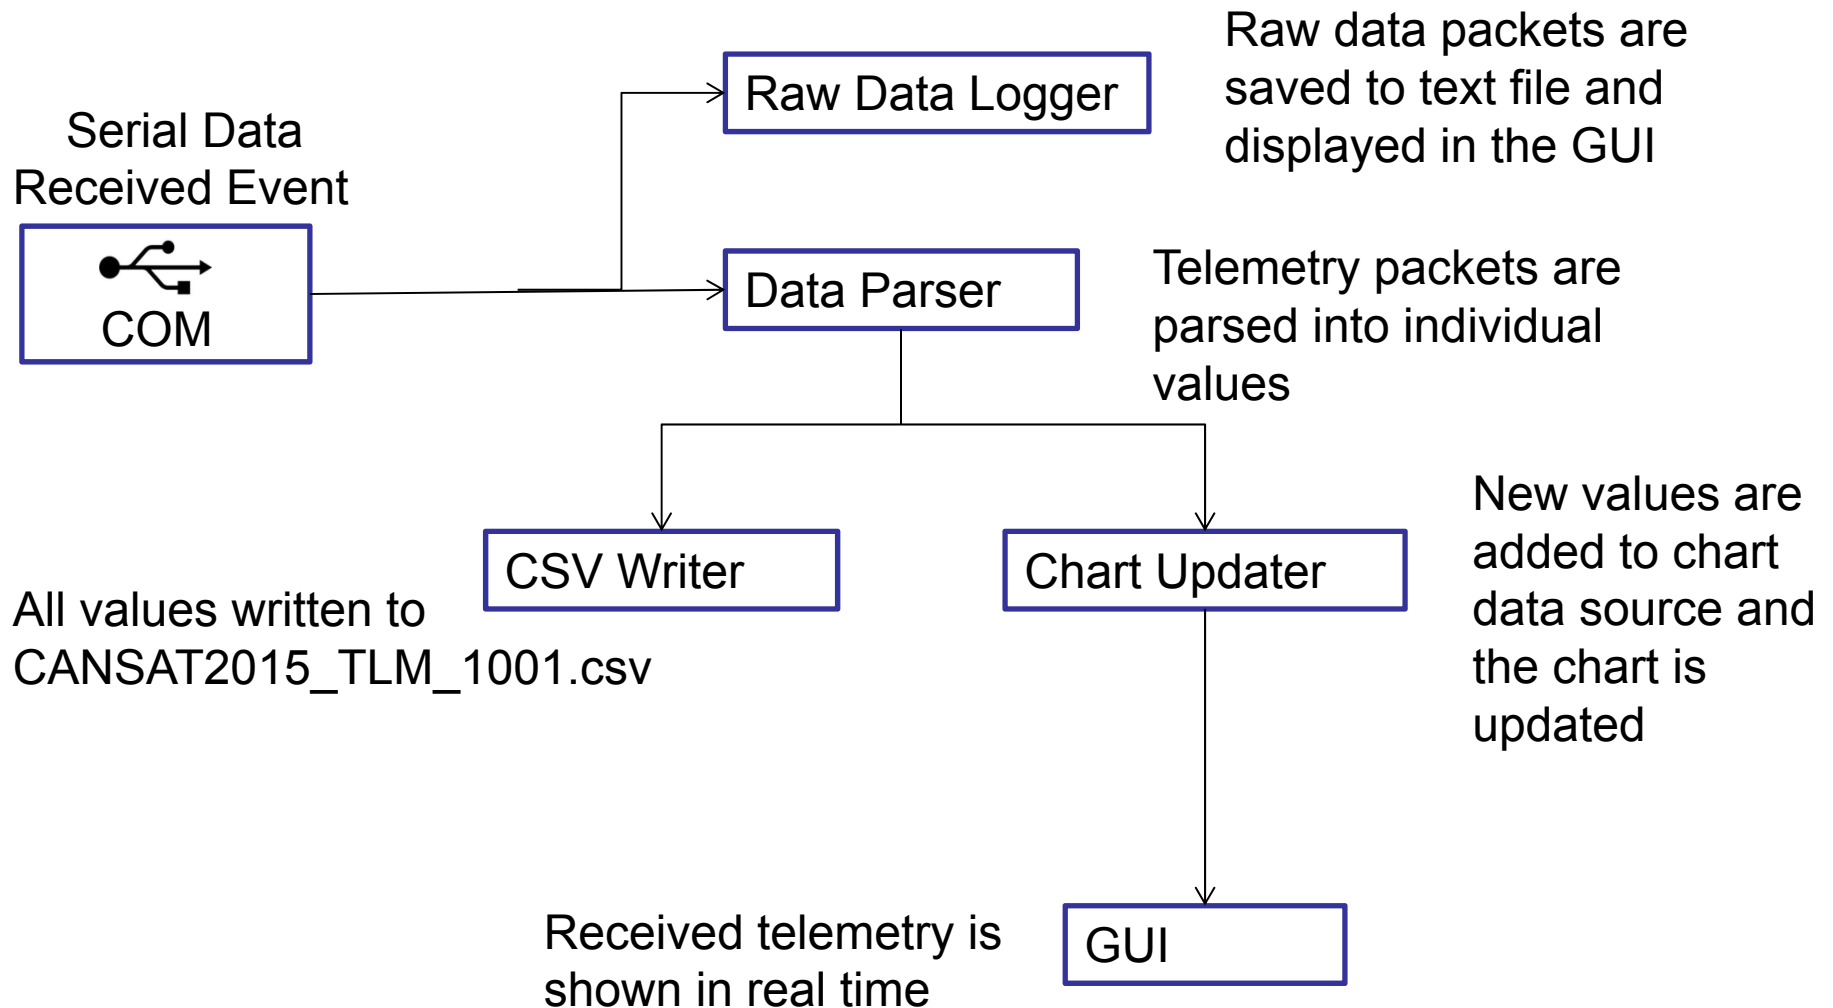 Raw data packets are
saved to text file and
displayed in the GUI
Raw Data Logger
Serial Data
Received Event
COM
Data Parser
Telemetry packets are
parsed into individual
values
CSV Writer
Chart Updater
New values are
added to chart
data source and
the chart is
updated
All values written to
CANSAT2015_TLM_1001.csv
Received telemetry is
shown in real time
GUI